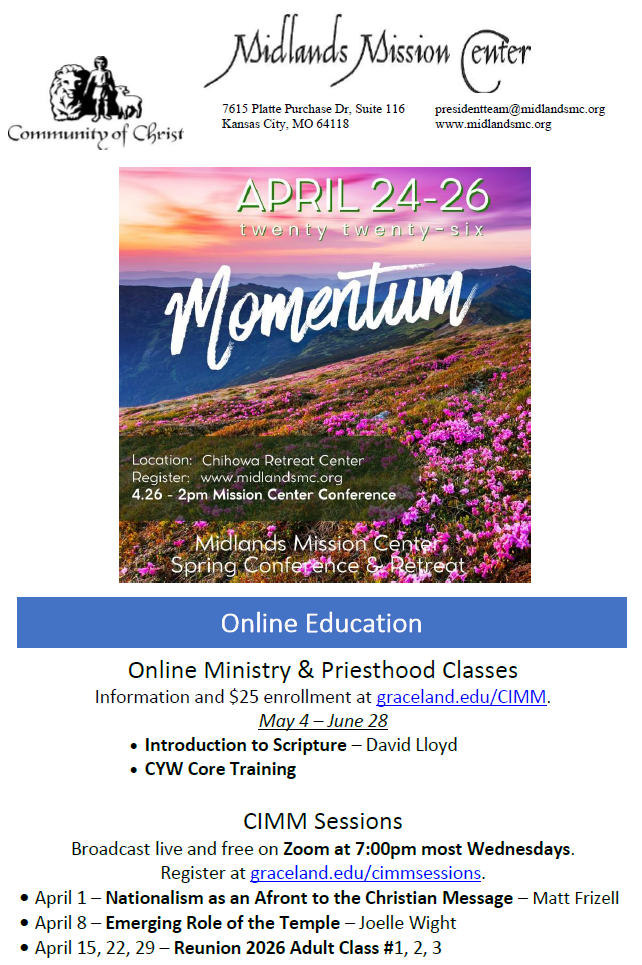 Midlands Mission Center
Community of Christ
7615 Platte Purchase Dr, Suite 116
Kansas City, MO 64118
presidentteam@midlandsmc.org
www.midlandsmc.org
APRIL 24-26
twenty twenty-six
Momentum
Location: Chihowa Retreat Center
Register: www.midlandsmc.org
4.26 - 2pm Mission Center Conference
Midlands Mission Center
Spring Conference & Retreat
Online Education
Online Ministry & Priesthood Classes
Information and $25 enrollment at graceland.edu/CIMM.
May 4 – June 28
• Introduction to Scripture – David Lloyd
• CYW Core Training
CIMM Sessions
Broadcast live and free on Zoom at 7:00pm most Wednesdays.
Register at graceland.edu/cimmsessions.
• April 1 – Nationalism as an Afront to the Christian Message – Matt Frizell
• April 8 – Emerging Role of the Temple – Joelle Wight
• April 15, 22, 29 – Reunion 2026 Adult Class #1, 2, 3